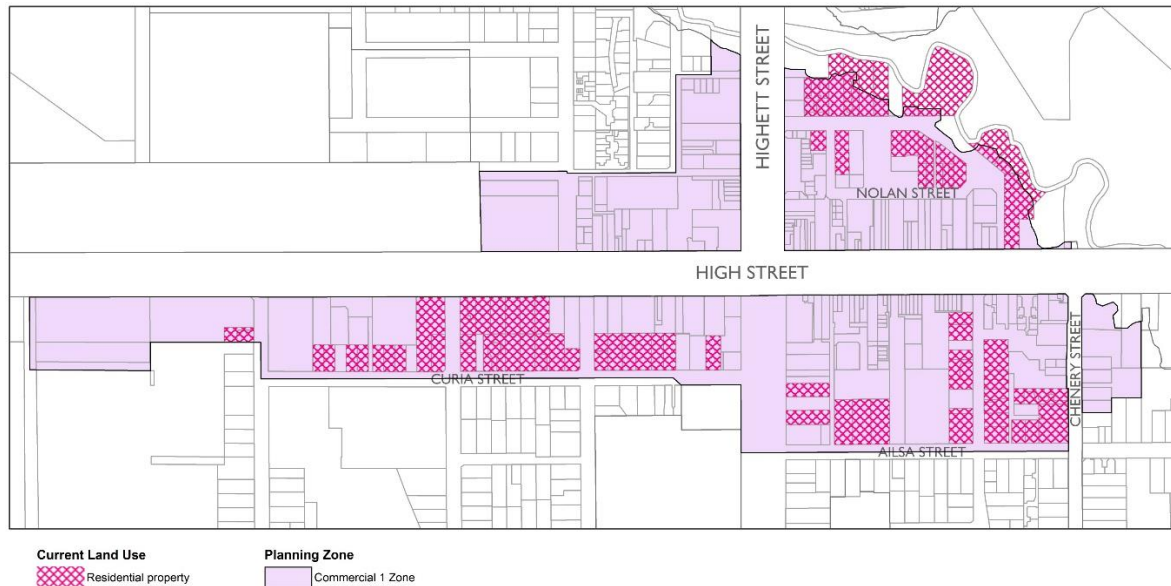 HIGHETT STREET
NOLAN STREET
HIGH STREET
CHENERY STREET
CURIA STREET
AILSA STREET
Current Land Use
Residential property
Planning Zone
Commercial 1 Zone